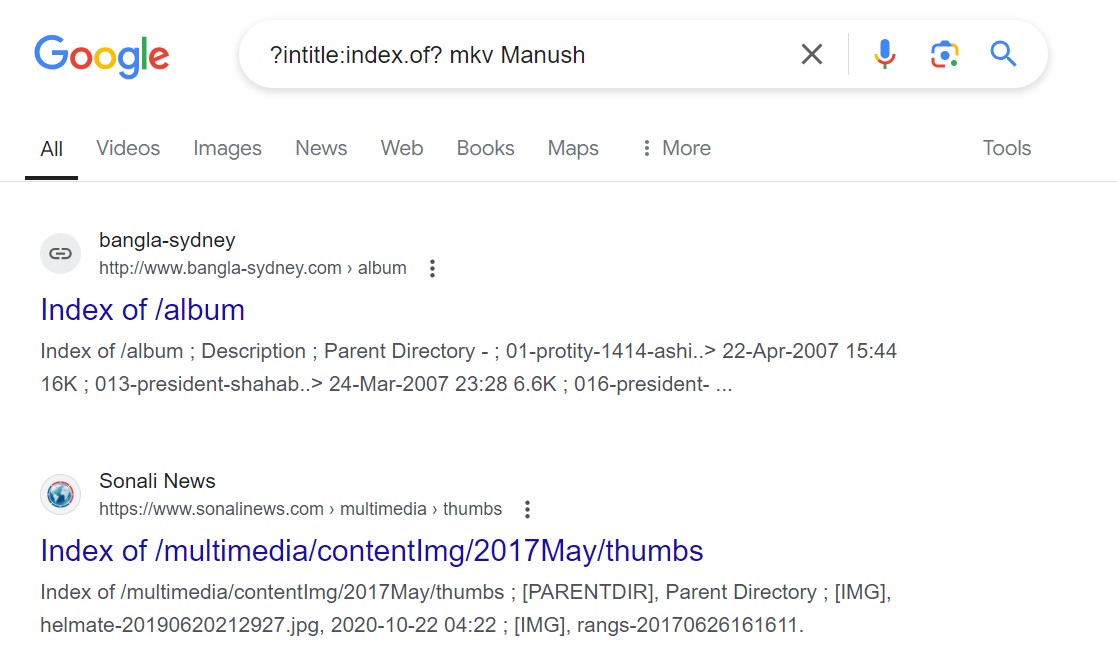 Google
?intitle:index.of? mkv Manush
All Videos Images News Web Books Maps More Tools
bangla-sydney
http://www.bangla-sydney.com › album
Index of /album
Index of /album ; Description ; Parent Directory - ; 01-protity-1414-ashi..> 22-Apr-2007 15:44
16K ; 013-president-shahab..> 24-Mar-2007 23:28 6.6K ; 016-president- ...
Sonali News
https://www.sonalinews.com › multimedia › thumbs
Index of /multimedia/contentImg/2017May/thumbs
Index of /multimedia/contentImg/2017May/thumbs ; [PARENTDIR], Parent Directory ; [IMG],
helmate-20190620212927.jpg, 2020-10-22 04:22 ; [IMG], rangs-20170626161611.